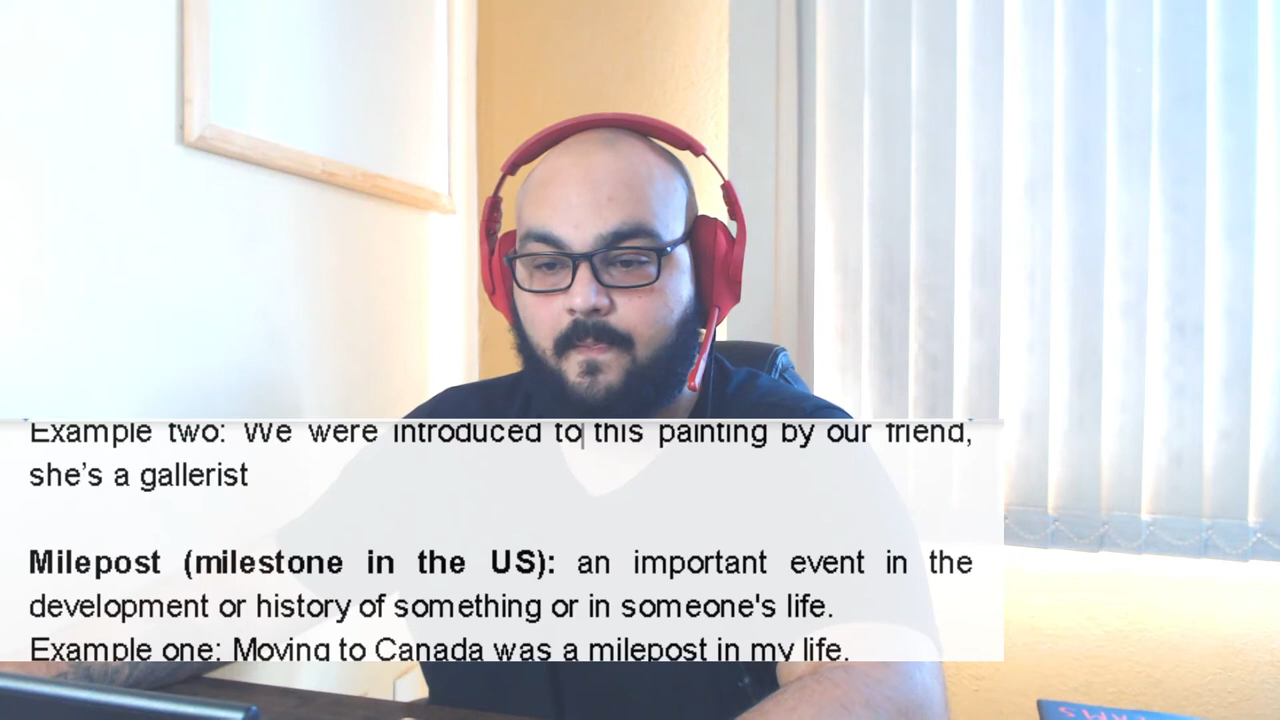 Example two: We were introduced to this painting by our friend,
she’s a gallerist
Milepost (milestone in the US): an important event in the
development or history of something or in someone's life.
Example one: Moving to Canada was a milepost in my life.